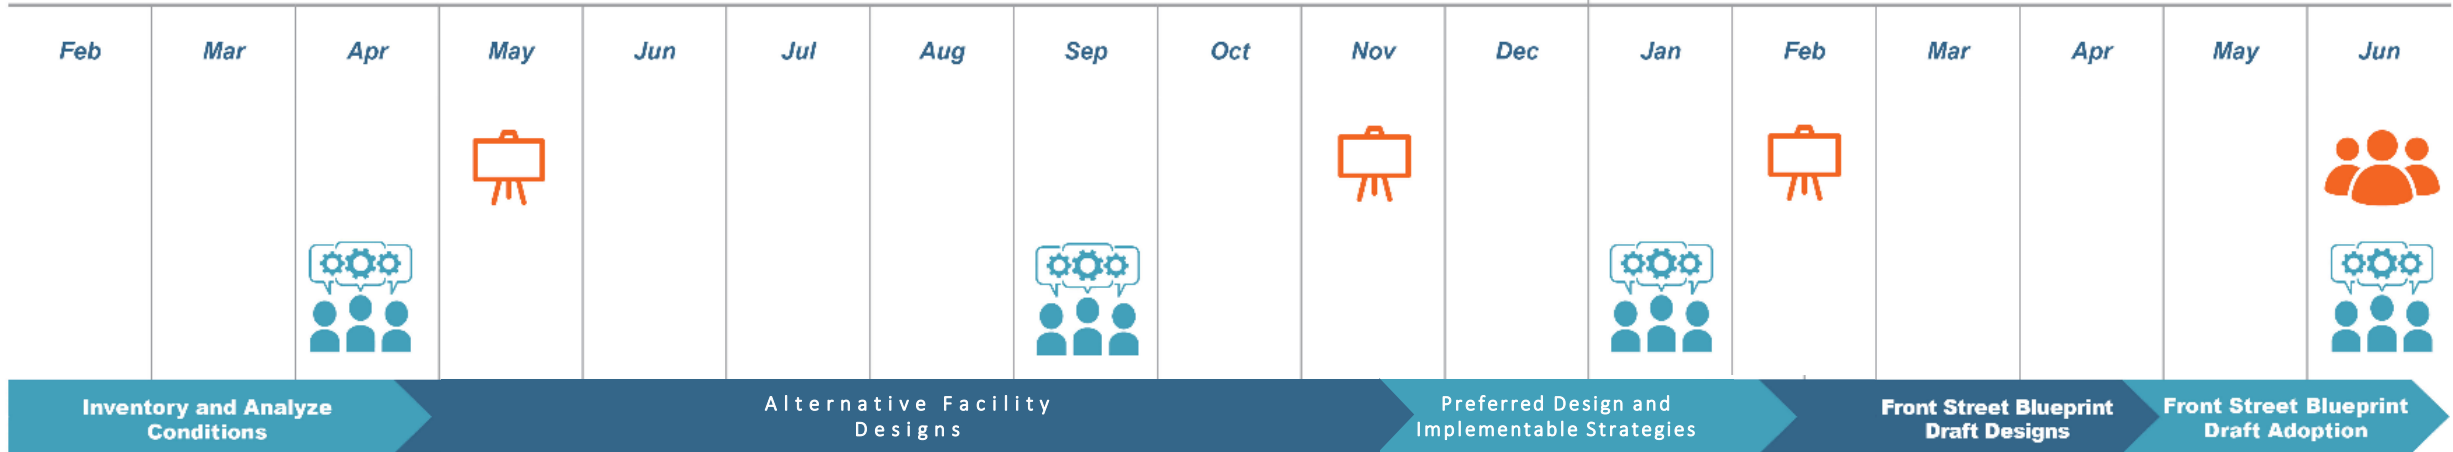 Feb Mar Apr May Jun Jul Aug Sep Oct Nov Dec Jan Feb Mar Apr May Jun
Inventory and Analyze
Conditions
Alternative Facility
Designs
Preferred Design and
Implementable Strategies
Front Street Blueprint
Draft Designs
Front Street Blueprint
Draft Adoption